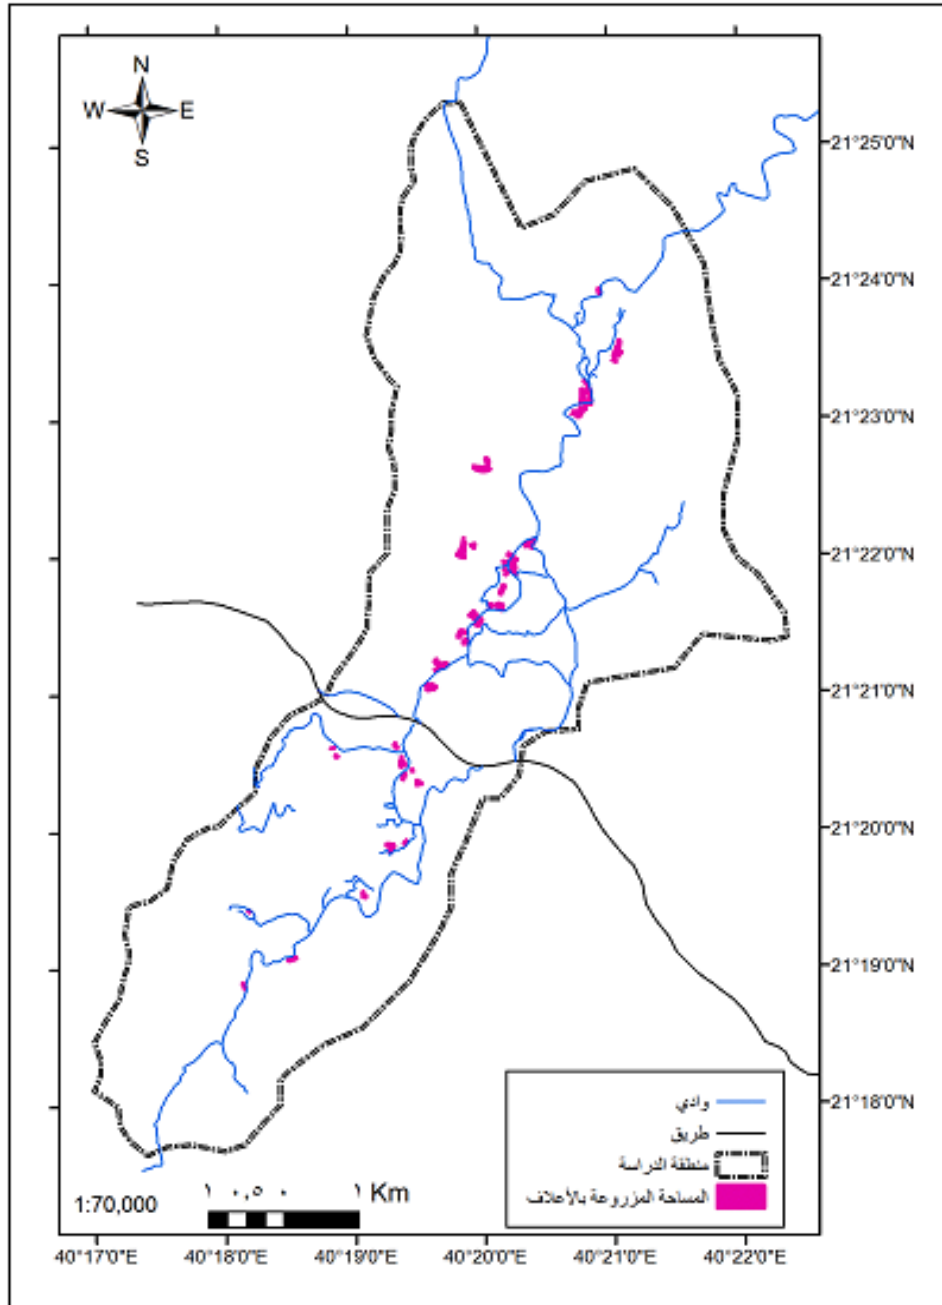 N
W E
S
21°25'0"N
21°24'0"N
21°23'0"N
21°22'0"N
21°21'0"N
21°20'0"N
21°19'0"N
21°18'0"N
وادي
طريق
منطقة الدراسة
المساحة المزروعة بالأعلاف
1:70,000
١ ٠,٥ ٠ ١ Km
40°17'0"E 40°18'0"E 40°19'0"E 40°20'0"E 40°21'0"E 40°22'0"E